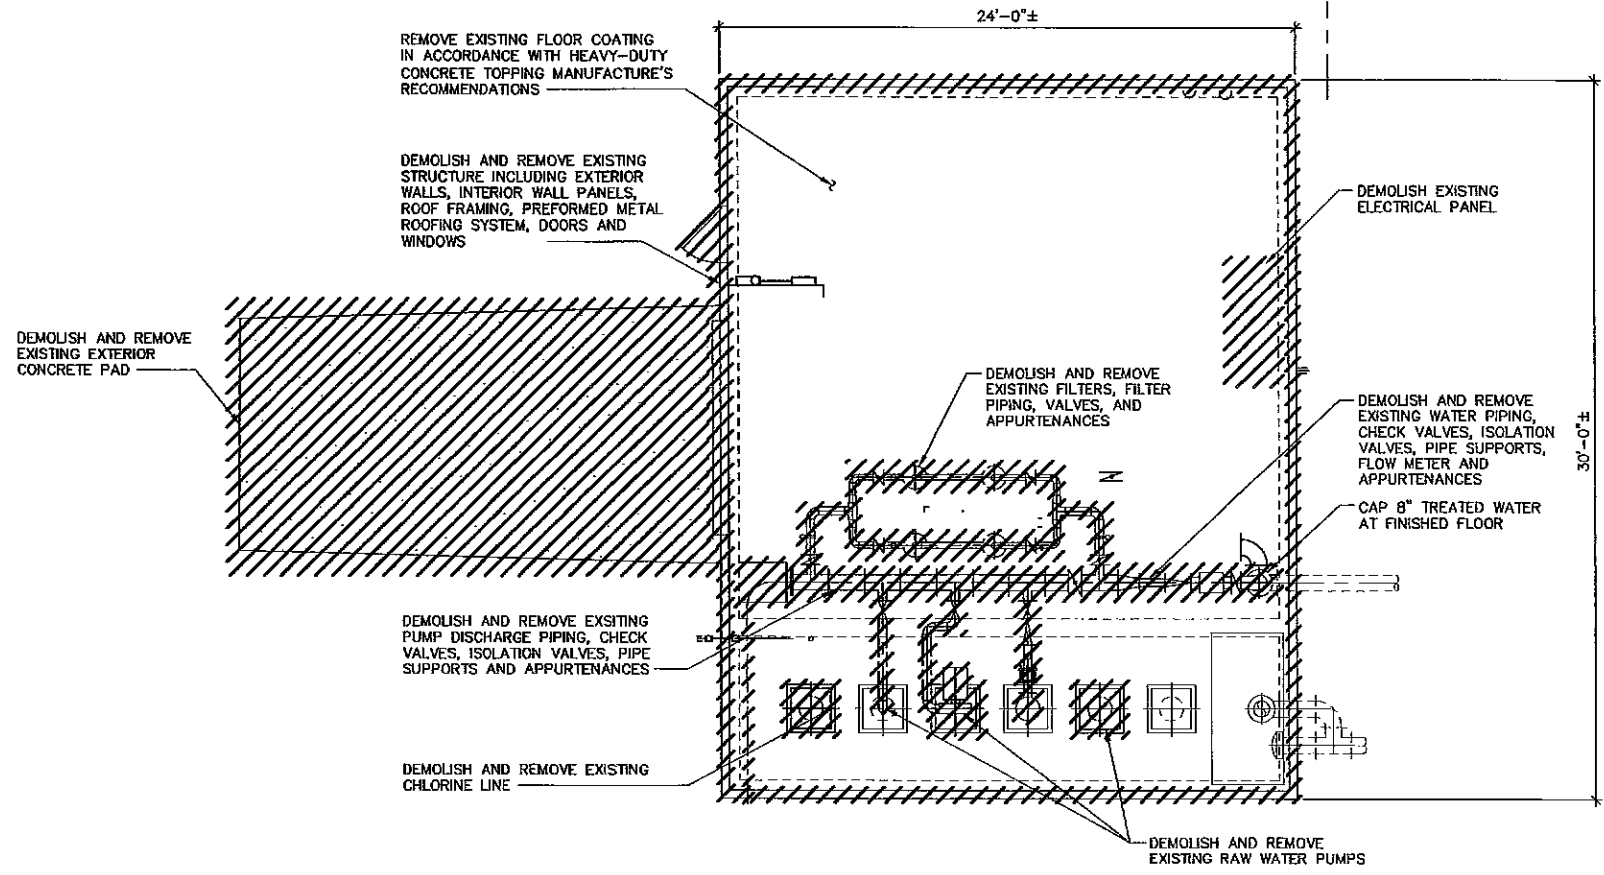 24'-0"±
REMOVE EXISTING FLOOR COATING
IN ACCORDANCE WITH HEAVY-DUTY
CONCRETE TOPPING MANUFACTURE'S
RECOMMENDATIONS
DEMOLISH AND REMOVE EXISTING
STRUCTURE INCLUDING EXTERIOR
WALLS, INTERIOR WALL PANELS,
ROOF FRAMING, PREFORMED METAL
ROOFING SYSTEM, DOORS AND
WINDOWS
DEMOLISH EXISTING
ELECTRICAL PANEL
DEMOLISH AND REMOVE
EXISTING EXTERIOR
CONCRETE PAD
DEMOLISH AND REMOVE
EXISTING FILTERS, FILTER
PIPING, VALVES, AND
APPURTENANCES
DEMOLISH AND REMOVE
EXISTING WATER PIPING,
CHECK VALVES, ISOLATION
VALVES, PIPE SUPPORTS,
FLOW METER AND
APPURTENANCES
30'-0"±
CAP 8" TREATED WATER
AT FINISHED FLOOR
DEMOLISH AND REMOVE EXSITING
PUMP DISCHARGE PIPING, CHECK
VALVES, ISOLATION VALVES, PIPE
SUPPORTS AND APPURTENANCES
DEMOLISH AND REMOVE EXISTING
CHLORINE LINE
DEMOLISH AND REMOVE
EXISTING RAW WATER PUMPS